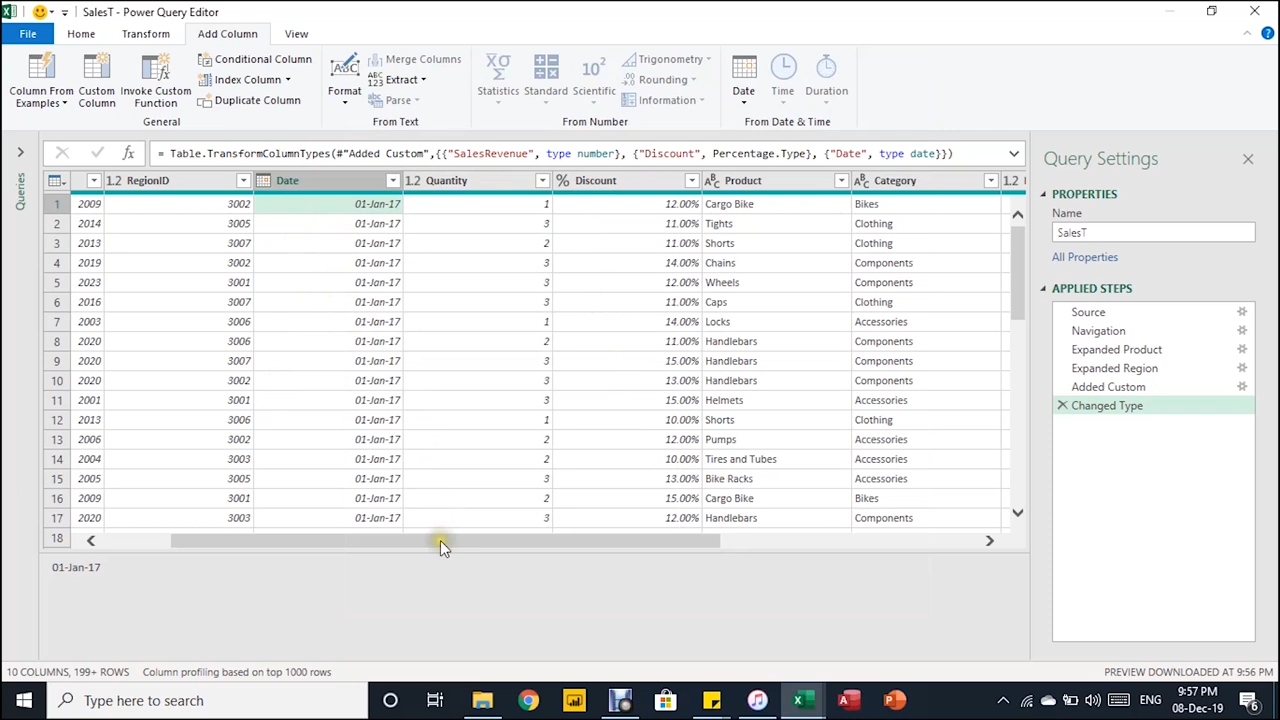 SalesT - Power Query Editor
File Home Transform Add Column View
Column From Examples
Custom Column
Invoke Custom Function
Conditional Column
Index Column
Duplicate Column
General
Format
Merge Columns
Extract
Parse
From Text
Statistics
Standard
Scientific
Trigonometry
Rounding
Information
From Number
Date
Time
Duration
From Date & Time
Queries
fx = Table.TransformColumnTypes(#"Added Custom",{{"SalesRevenue", type number}, {"Discount", Percentage.Type}, {"Date", type date}})
1.2 RegionID Date 1.2 Quantity % Discount ABC Product ABC Category 1.2
1 2009 3002 01-Jan-17 1 12.00% Cargo Bike Bikes
2 2014 3005 01-Jan-17 3 11.00% Tights Clothing
3 2013 3007 01-Jan-17 2 11.00% Shorts Clothing
4 2019 3002 01-Jan-17 3 14.00% Chains Components
5 2023 3001 01-Jan-17 3 12.00% Wheels Components
6 2016 3007 01-Jan-17 3 11.00% Caps Clothing
7 2003 3006 01-Jan-17 1 14.00% Locks Accessories
8 2020 3006 01-Jan-17 2 11.00% Handlebars Components
9 2020 3007 01-Jan-17 3 15.00% Handlebars Components
10 2020 3002 01-Jan-17 3 13.00% Handlebars Components
11 2001 3001 01-Jan-17 3 15.00% Helmets Accessories
12 2013 3006 01-Jan-17 1 10.00% Shorts Clothing
13 2006 3002 01-Jan-17 2 12.00% Pumps Accessories
14 2004 3003 01-Jan-17 2 10.00% Tires and Tubes Accessories
15 2005 3005 01-Jan-17 3 13.00% Bike Racks Accessories
16 2009 3001 01-Jan-17 2 15.00% Cargo Bike Bikes
17 2020 3003 01-Jan-17 3 12.00% Handlebars Components
18
01-Jan-17
Query Settings
PROPERTIES
Name
SalesT
All Properties
APPLIED STEPS
Source
Navigation
Expanded Product
Expanded Region
Added Custom
Changed Type
10 COLUMNS, 199+ ROWS Column profiling based on top 1000 rows PREVIEW DOWNLOADED AT 9:56 PM
Type here to search
ENG
9:57 PM
08-Dec-19
6